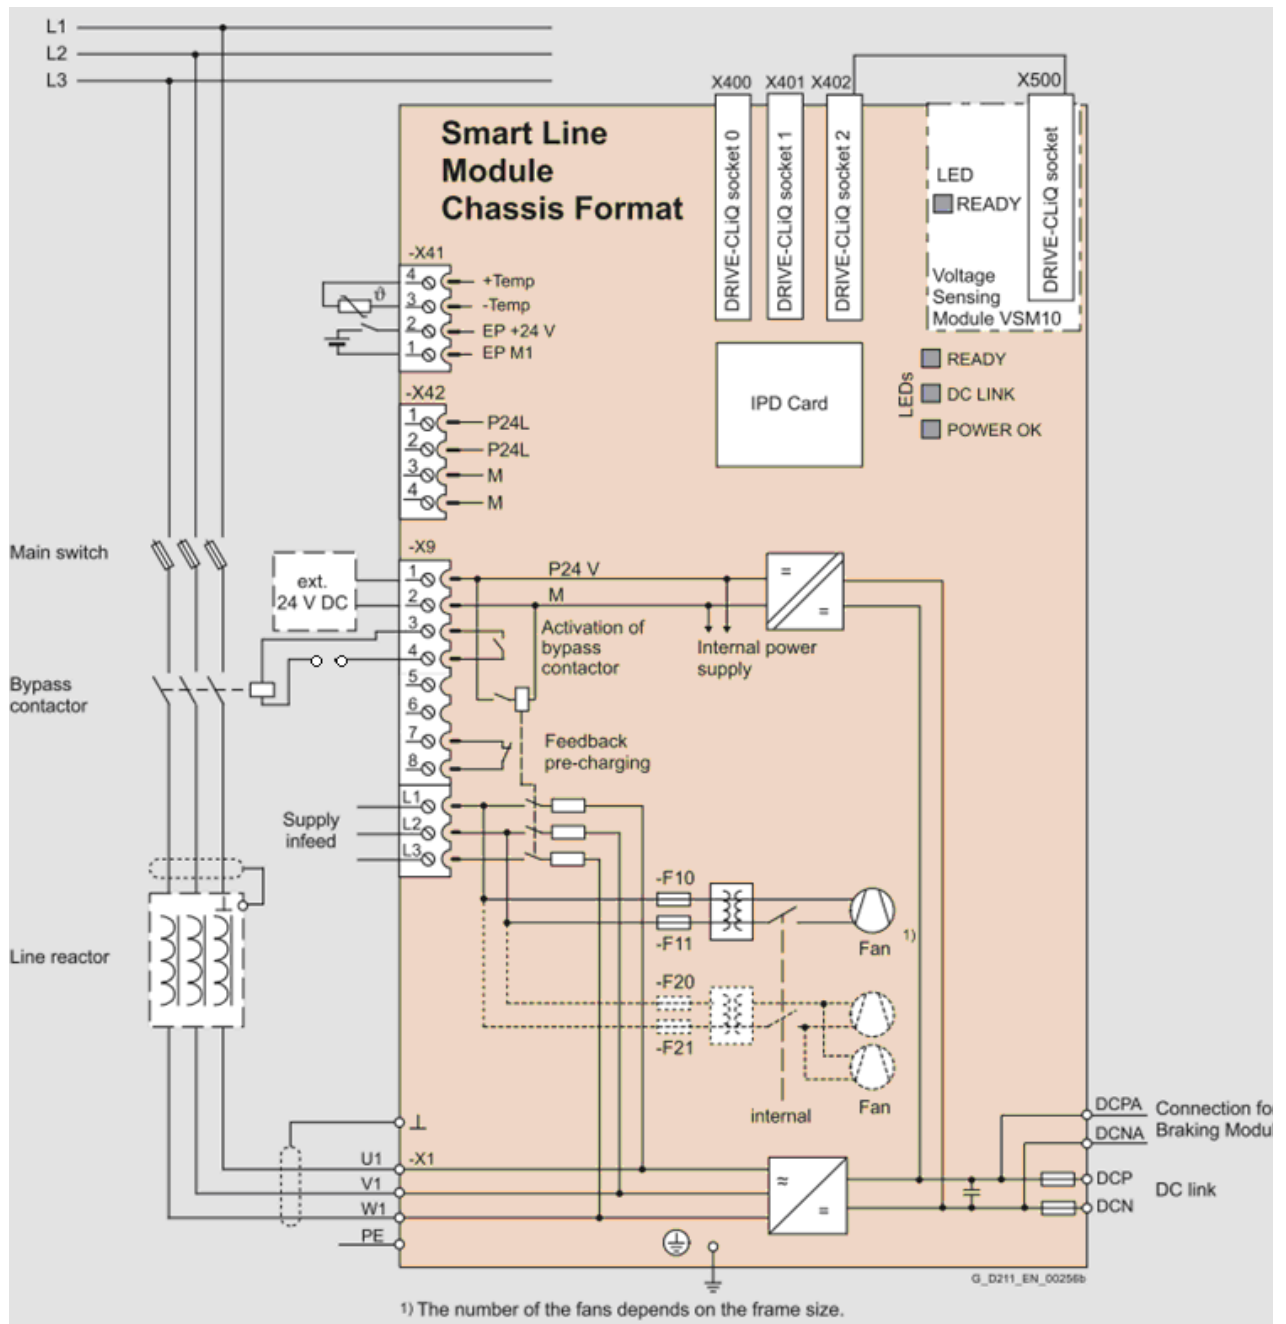 L1
L2
L3
X400
X401
X402
X500
Smart Line
Module
Chassis Format
DRIVE-CLiQ socket 0
DRIVE-CLiQ socket 1
DRIVE-CLiQ socket 2
DRIVE-CLiQ socket
LED
READY
Voltage
Sensing
Module VSM10
-X41
4
+Temp
ϑ
3
-Temp
2
EP +24 V
1
EP M1
LEDs
READY
DC LINK
POWER OK
IPD Card
-X42
1
P24L
2
P24L
3
M
4
M
Main switch
-X9
ext.
24 V DC
1
P24 V
2
M
3
4
5
6
7
8
=
=
Activation of
bypass
contactor
Internal power
supply
Bypass
contactor
Feedback
pre-charging
Supply
infeed
L1
L2
L3
-F10
-F11
Fan
1)
Line reactor
-F20
-F21
Fan
internal
DCPA
DCNA
Connection fo
Braking Modul
U1
-X1
V1
W1
PE
≈
=
DCP
DCN
DC link
G_D211_EN_00256b
1) The number of the fans depends on the frame size.